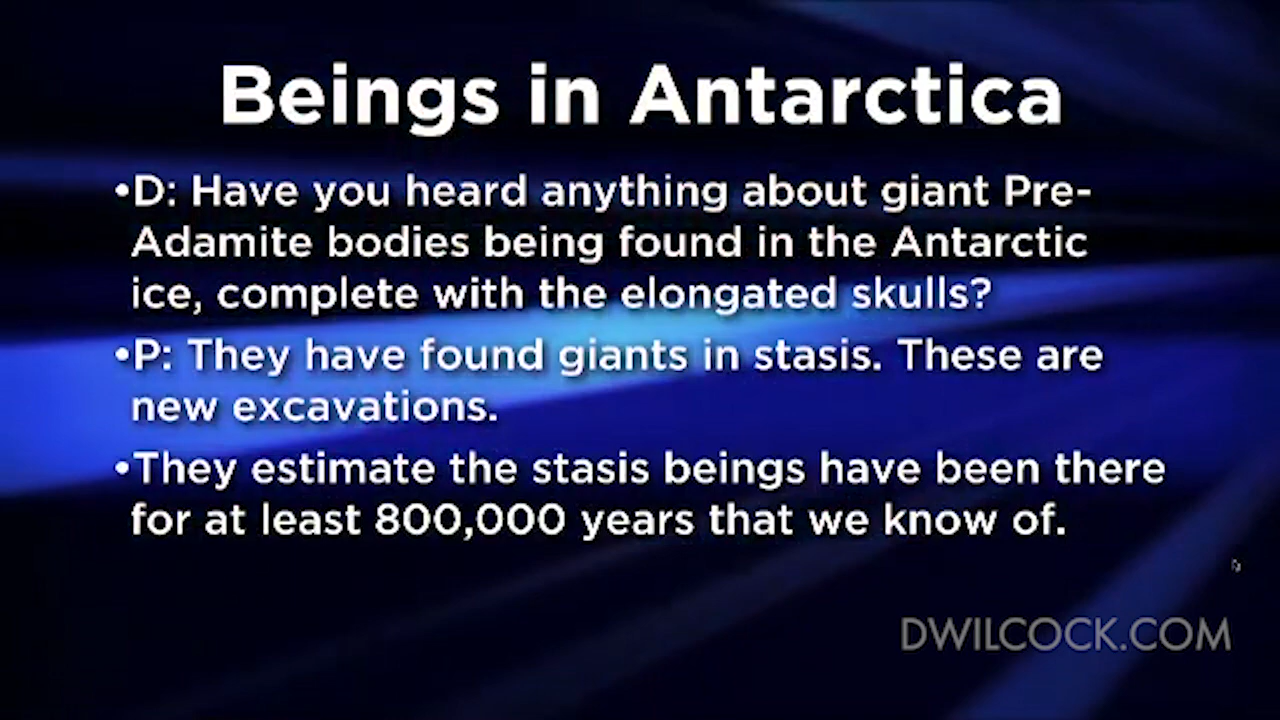 Beings in Antarctica
•D: Have you heard anything about giant Pre-
Adamite bodies being found in the Antarctic
ice, complete with the elongated skulls?
•P: They have found giants in stasis. These are
new excavations.
•They estimate the stasis beings have been there
for at least 800,000 years that we know of.
DWILCOCK.COM